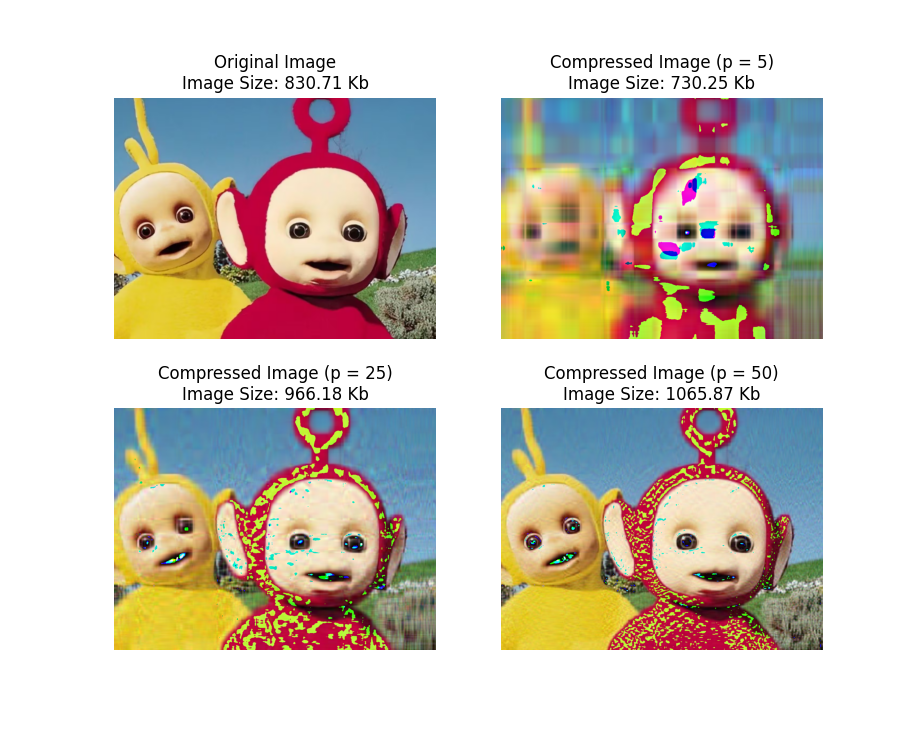 Original Image
Image Size: 830.71 Kb
Compressed Image (p = 5)
Image Size: 730.25 Kb
Compressed Image (p = 25)
Image Size: 966.18 Kb
Compressed Image (p = 50)
Image Size: 1065.87 Kb